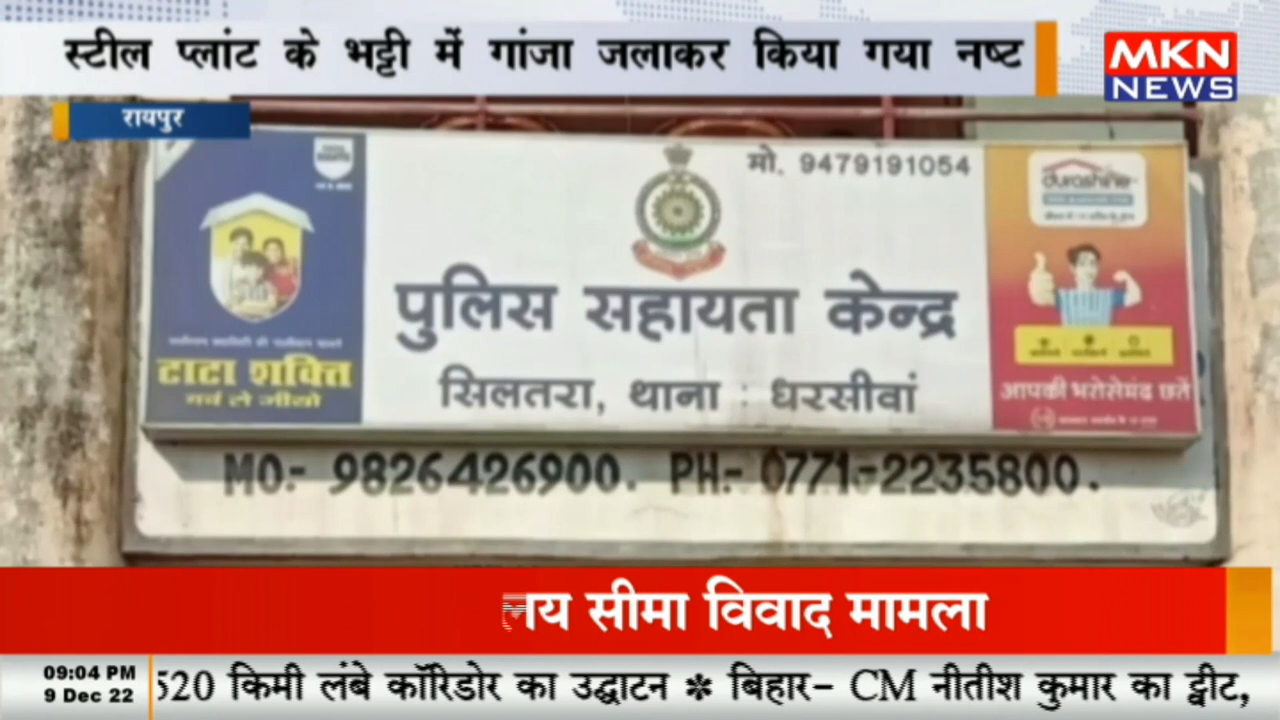 स्टील प्लांट के भट्टी में गांजा जलाकर किया गया नष्ट
MKN
NEWS
रायपुर
मो. 9479191054
durashine
पुलिस सहायता केन्द्र
सिलतरा, थाना : धरसीवां
टाटा शक्ति
गर्व से जीयो
आपकी भरोसेमंद छतें
MO:- 9826426900. PH:- 0771-2235800.
लय सीमा विवाद मामला
09:04 PM
9 Dec 22
520 किमी लंबे कॉरिडोर का उद्घाटन * बिहार- CM नीतीश कुमार का ट्वीट,